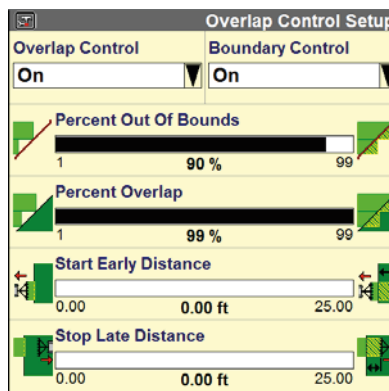 Overlap Control Setup
Overlap Control Boundary Control
On On
Percent Out Of Bounds
1 90 % 99
Percent Overlap
1 99 % 99
Start Early Distance
0.00 0.00 ft 25.00
Stop Late Distance
0.00 0.00 ft 25.00